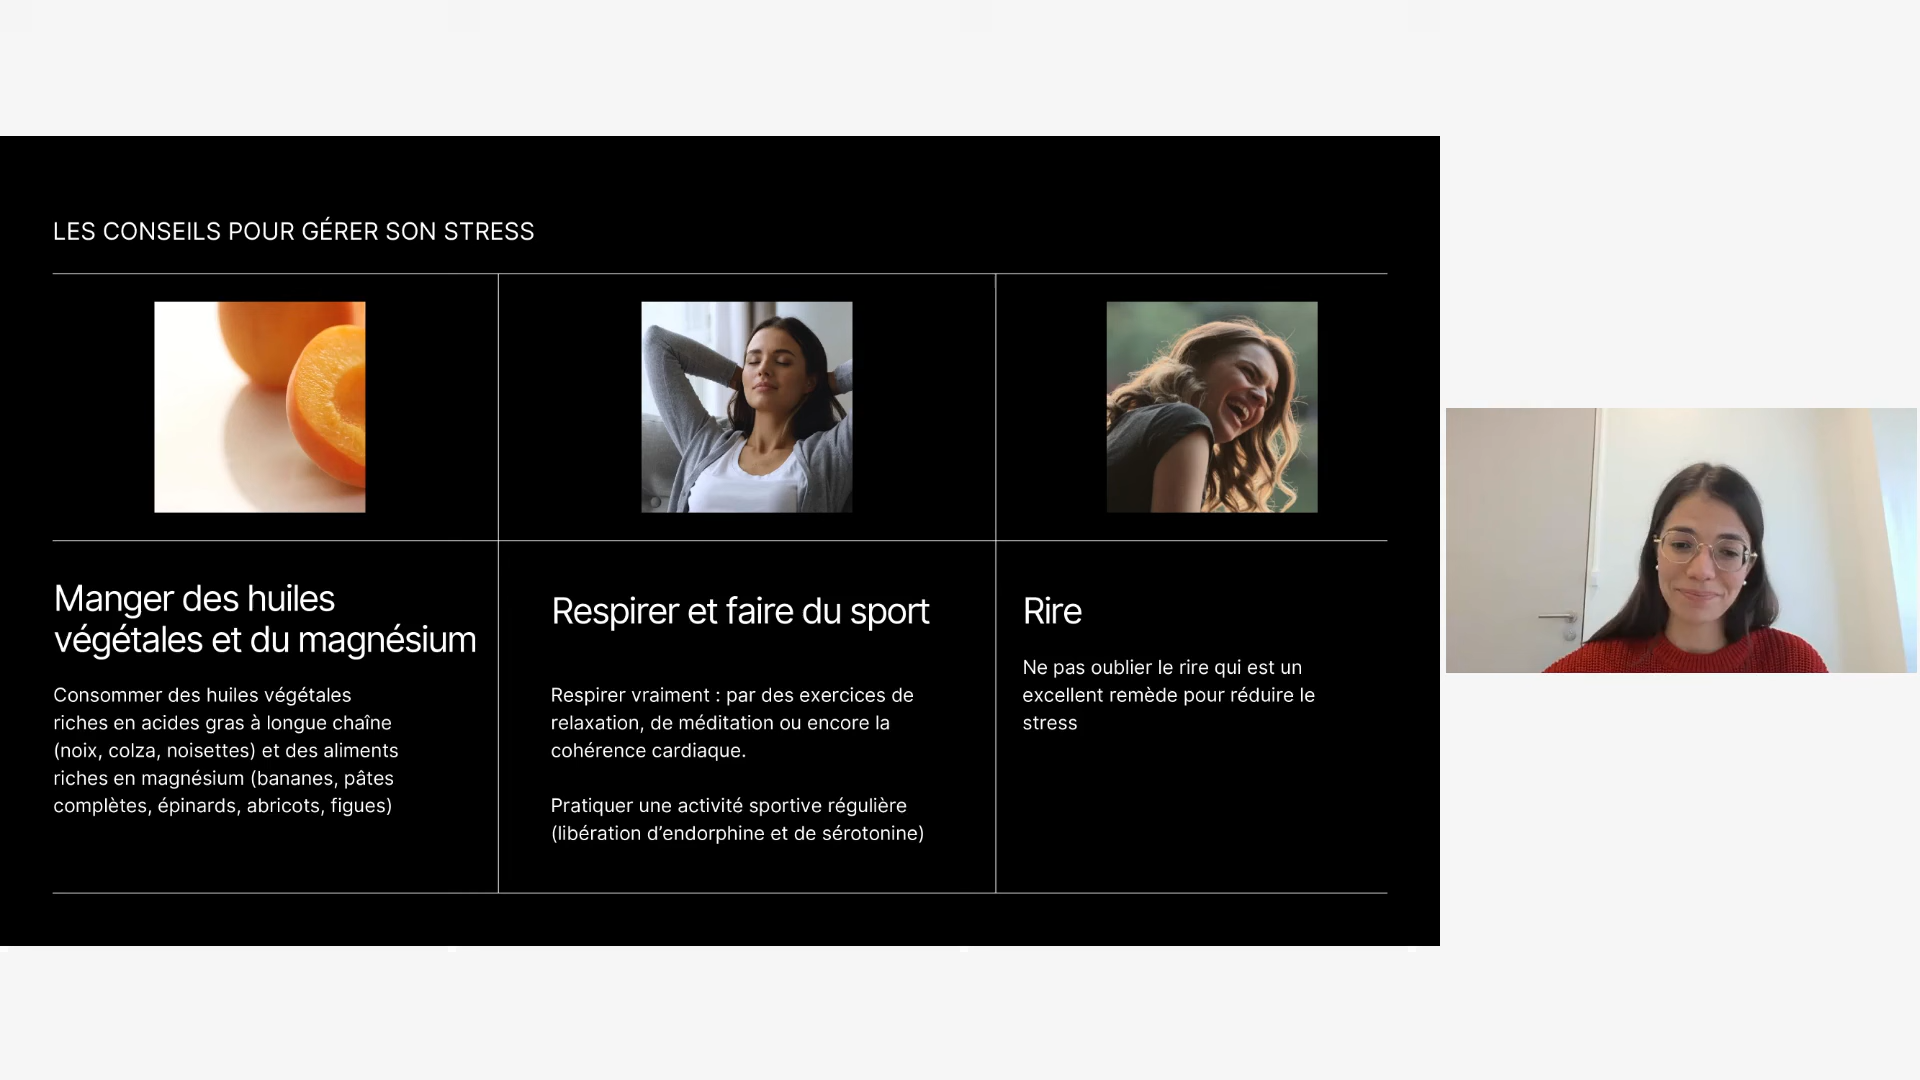 LES CONSEILS POUR GÉRER SON STRESS
Manger des huiles
végétales et du magnésium
Consommer des huiles végétales
riches en acides gras à longue chaîne
(noix, colza, noisettes) et des aliments
riches en magnésium (bananes, pâtes
complètes, épinards, abricots, figues)
Respirer et faire du sport
Respirer vraiment : par des exercices de
relaxation, de méditation ou encore la
cohérence cardiaque.
Pratiquer une activité sportive régulière
(libération d’endorphine et de sérotonine)
Rire
Ne pas oublier le rire qui est un
excellent remède pour réduire le
stress